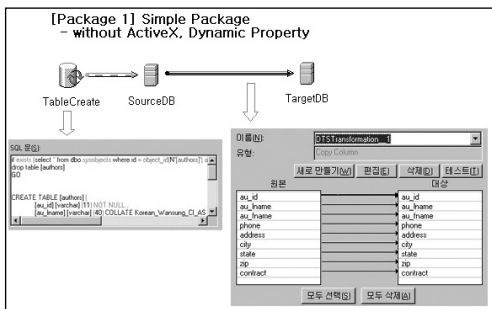 [Package 1] Simple Package
- without ActiveX, Dynamic Property
TableCreate
SourceDB
TargetDB
SQL 문(S):
if exists (select * from dbo.sysobjects where id = object_id(N'[authors]')
drop table [authors]
GO
CREATE TABLE [authors] (
[au_id] [varchar] (11) NOT NULL ,
[au_lname] [varchar] (40) COLLATE Korean_Wansung_CI_AS
이름(N):
DTSTransformation__1
유형:
Copy Column
새로 만들기(W) 편집(E) 삭제(D) 테스트(T)
원본 대상
au_id au_id
au_lname au_lname
au_fname au_fname
phone phone
address address
city city
state state
zip zip
contract contract
모두 선택(S) 모두 삭제(A)